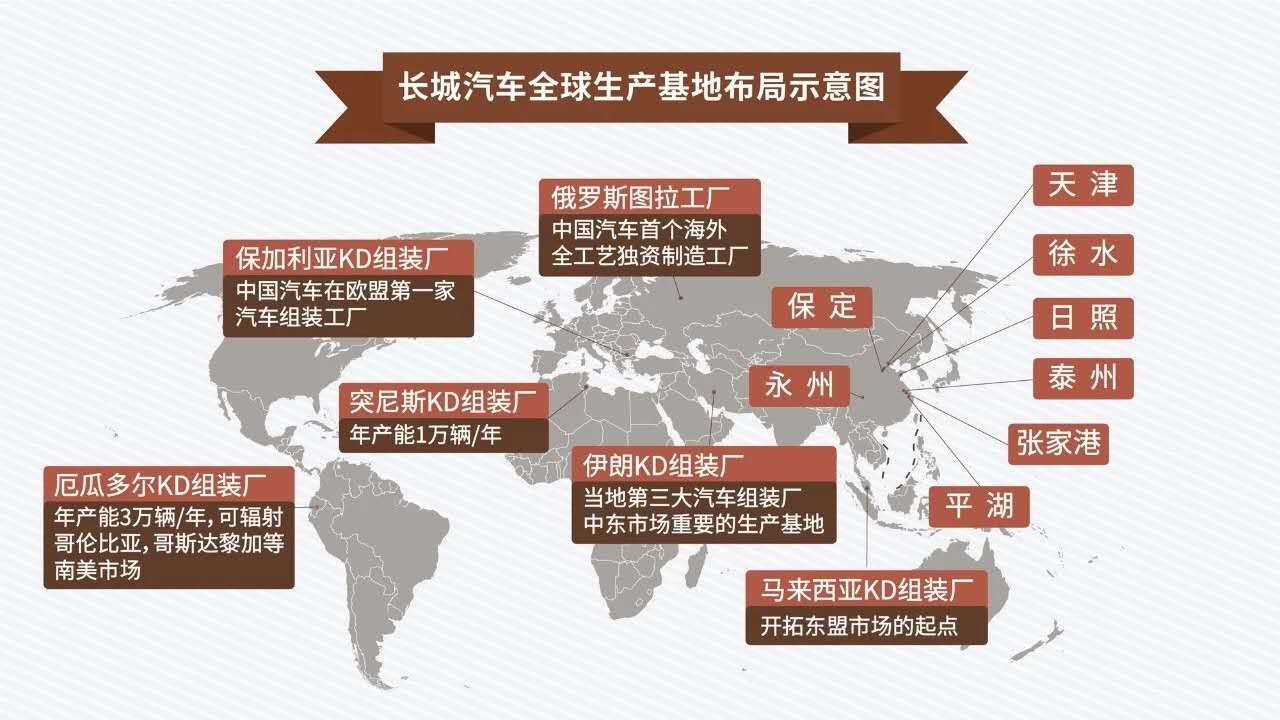 长城汽车全球生产基地布局示意图
俄罗斯图拉工厂
中国汽车首个海外
全工艺独资制造工厂
保加利亚KD组装厂
中国汽车在欧盟第一家
汽车组装工厂
天津
徐水
保定
日照
永州
泰州
突尼斯KD组装厂
年产能1万辆/年
张家港
伊朗KD组装厂
当地第三大汽车组装厂
中东市场重要的生产基地
厄瓜多尔KD组装厂
年产能3万辆/年,可辐射
哥伦比亚,哥斯达黎加等
南美市场
平湖
马来西亚KD组装厂
开拓东盟市场的起点